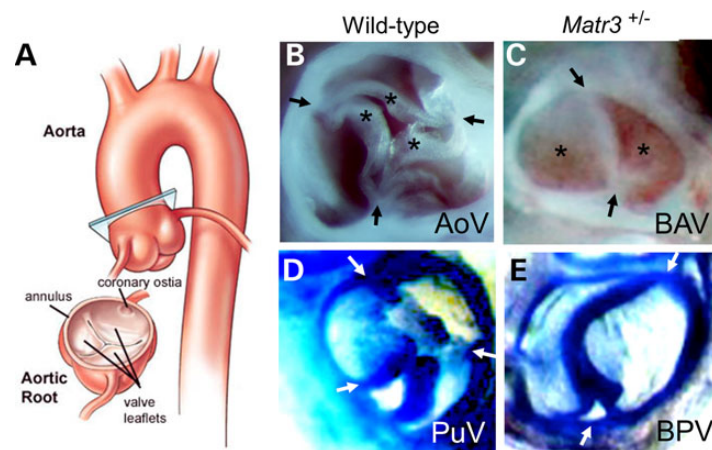 Wild-type
Matr3 +/-
A
B
C
Aorta
*
*
*
*
*
AoV
BAV
coronary ostia
annulus
Aortic
Root
valve
leaflets
D
E
PuV
BPV